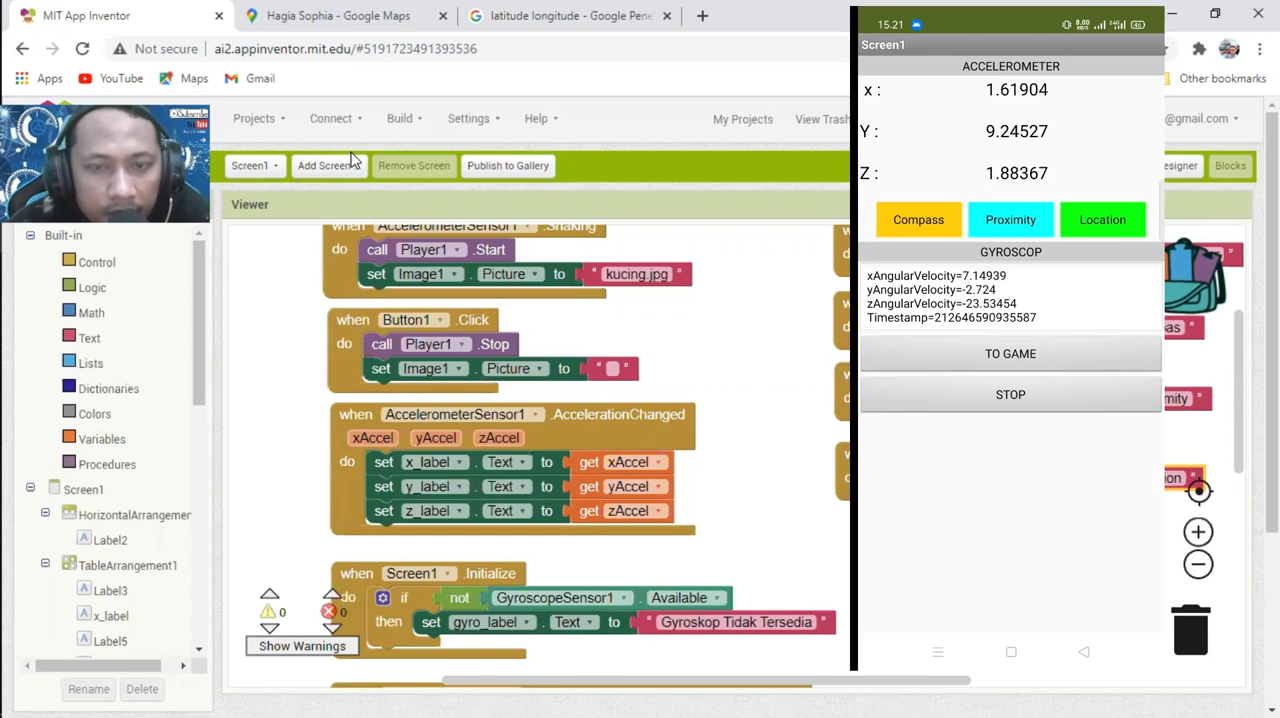 MIT App Inventor
Hagia Sophia - Google Maps
latitude longitude - Google Pene
Not secure
ai2.appinventor.mit.edu/#5191723491393536
Apps
YouTube
Maps
Gmail
Other bookmarks
Subscribe
Projects
Connect
Build
Settings
Help
My Projects
View Trash
@gmail.com
Screen1
Add Screen
Remove Screen
Publish to Gallery
Designer
Blocks
Viewer
Built-in
Control
Logic
Math
Text
Lists
Dictionaries
Colors
Variables
Procedures
Screen1
HorizontalArrangemen
Label2
TableArrangement1
Label3
x_label
Label5
Rename
Delete
when AccelerometerSensor1 .Shaking
do call Player1 .Start
set Image1 . Picture to " kucing.jpg "
when Button1 .Click
do call Player1 .Stop
set Image1 . Picture to " "
when AccelerometerSensor1 .AccelerationChanged
xAccel yAccel zAccel
do set x_label . Text to get xAccel
set y_label . Text to get yAccel
set z_label . Text to get zAccel
when Screen1 .Initialize
do if not GyroscopeSensor1 . Available
then set gyro_label . Text to " Gyroskop Tidak Tersedia "
0 0
Show Warnings
15.21
8.00 KB/S
46
Screen1
ACCELEROMETER
x : 1.61904
Y : 9.24527
Z : 1.88367
Compass
Proximity
Location
GYROSCOP
xAngularVelocity=7.14939
yAngularVelocity=-2.724
zAngularVelocity=-23.53454
Timestamp=212646590935587
TO GAME
STOP